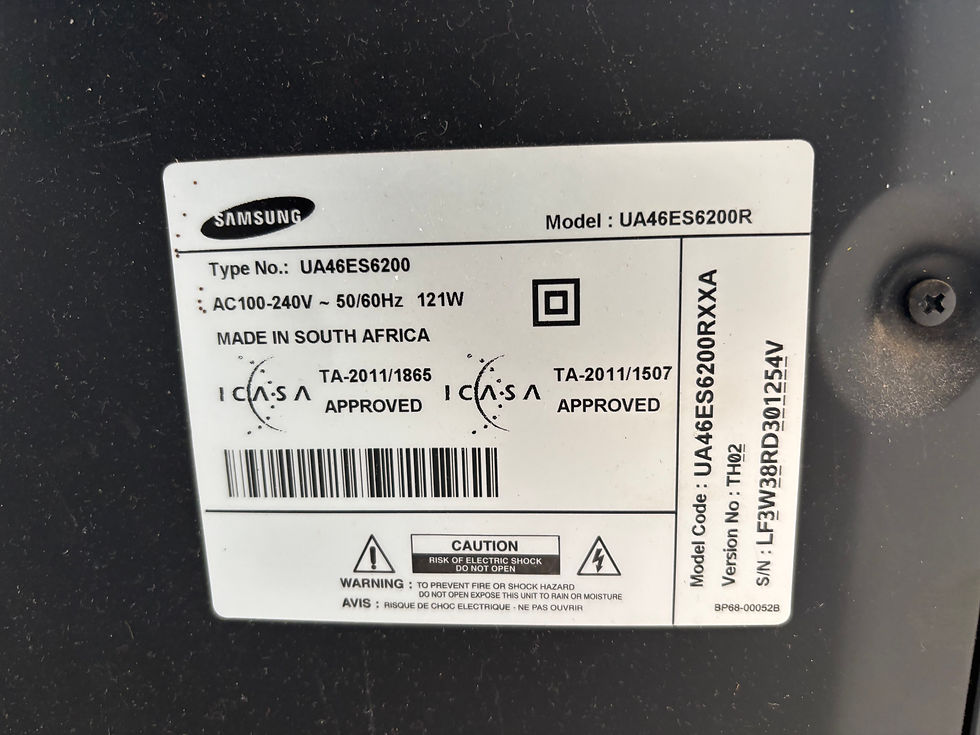 SAMSUNG
Model : UA46ES6200R
Type No.: UA46ES6200
AC100-240V ~ 50/60Hz 121W
MADE IN SOUTH AFRICA
ICASA TA-2011/1865 APPROVED
ICASA TA-2011/1507 APPROVED
CAUTION
RISK OF ELECTRIC SHOCK
DO NOT OPEN
WARNING : TO PREVENT FIRE OR SHOCK HAZARD
DO NOT OPEN EXPOSE THIS UNIT TO RAIN OR MOISTURE
AVIS : RISQUE DE CHOC ELECTRIQUE - NE PAS OUVRIR
Model Code : UA46ES6200RXXA
Version No : TH02
S/N : LF3W38RD301254V
BP68-00052B